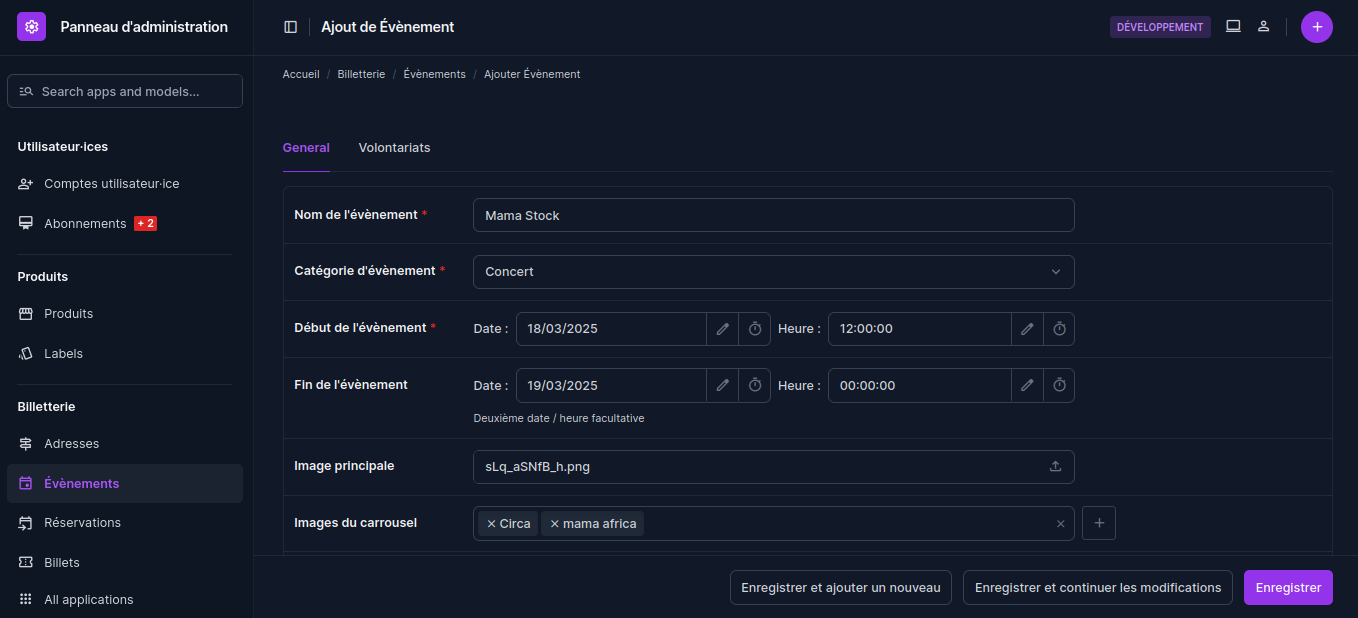 Panneau d'administration
Search apps and models...
Utilisateur·ices
Comptes utilisateur·ice
Abonnements + 2
Produits
Produits
Labels
Billetterie
Adresses
Évènements
Réservations
Billets
All applications
Ajout de Évènement
DÉVELOPPEMENT
Accueil / Billetterie / Évènements / Ajouter Évènement
General Volontariats
Nom de l'évènement * Mama Stock
Catégorie d'évènement * Concert
Début de l'évènement * Date : 18/03/2025 Heure : 12:00:00
Fin de l'évènement Date : 19/03/2025 Heure : 00:00:00
Deuxième date / heure facultative
Image principale sLq_aSNfB_h.png
Images du carrousel × Circa × mama africa × +
Enregistrer et ajouter un nouveau Enregistrer et continuer les modifications Enregistrer